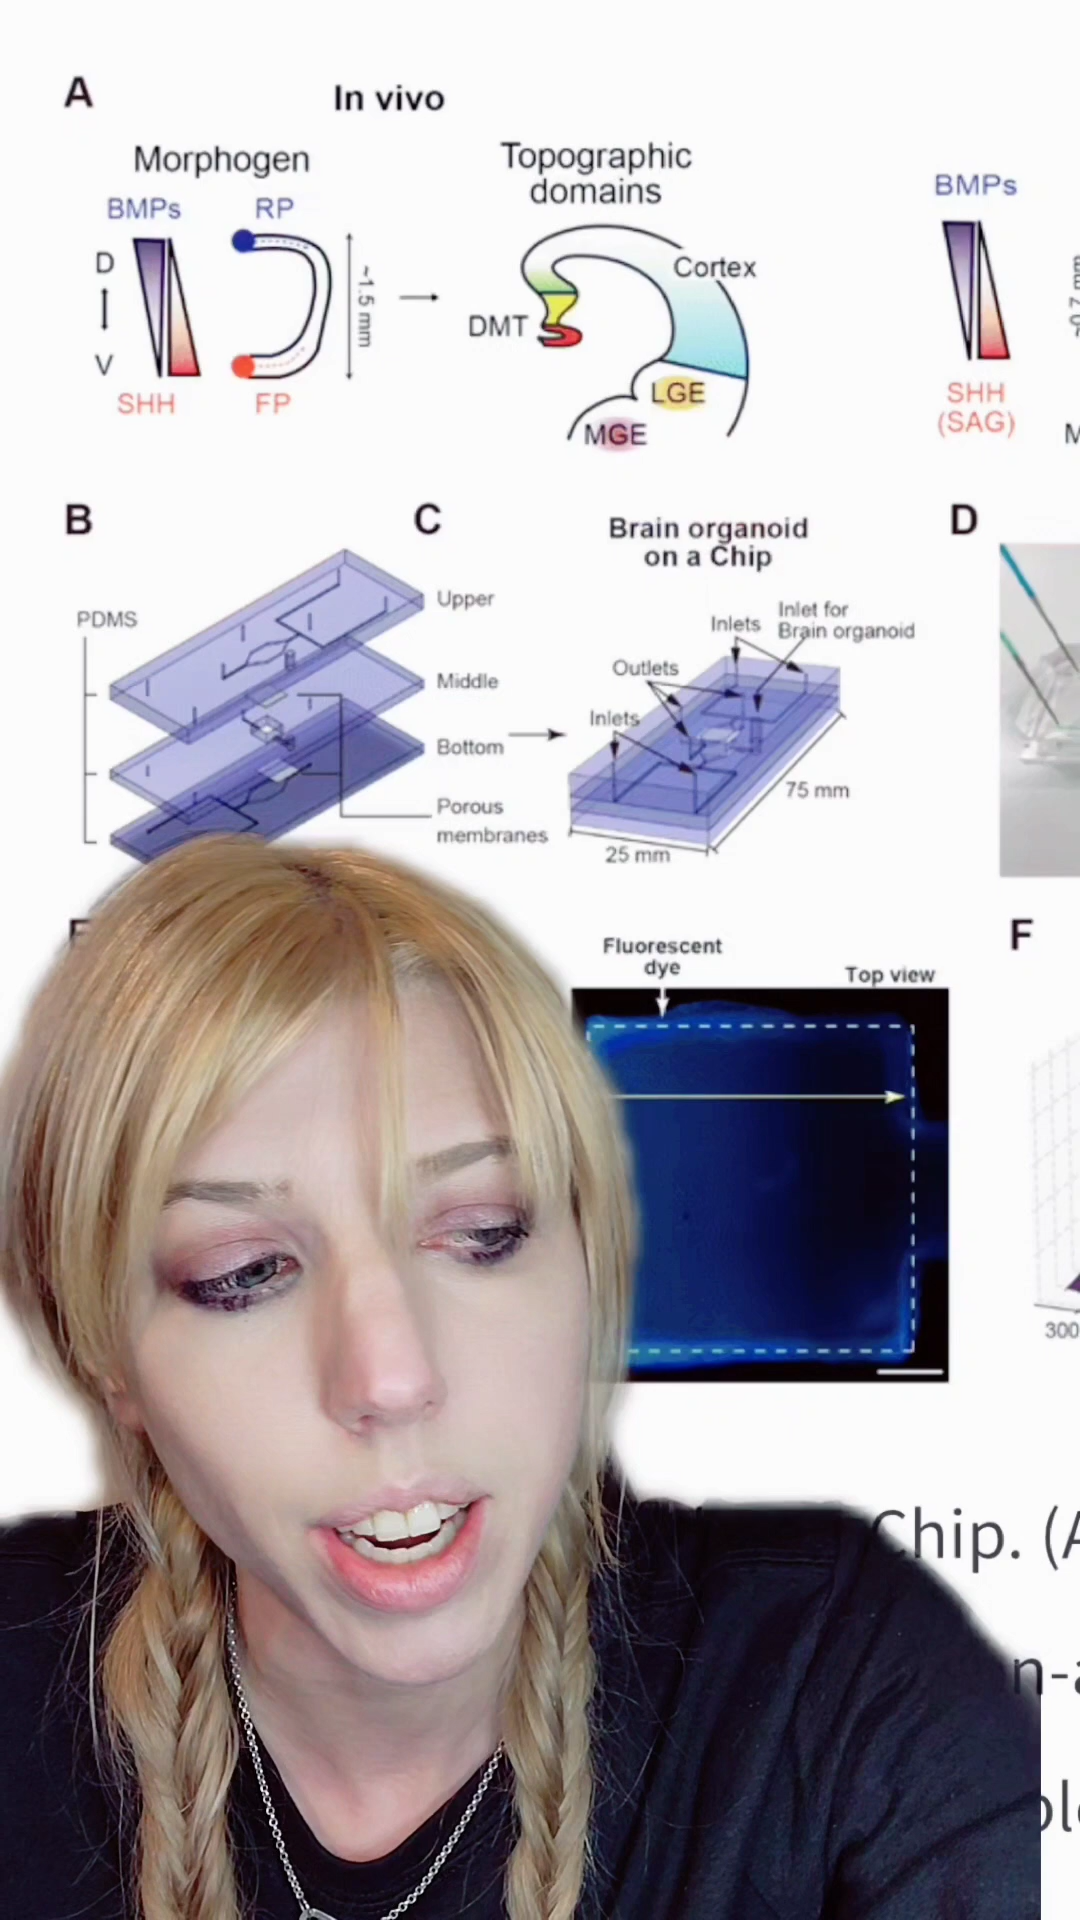 A
In vivo
Morphogen
Topographic
domains
BMPs
RP
BMPs
D
Cortex
~1.5 mm
DMT
V
LGE
SHH
FP
SHH
(SAG)
MGE
B
C
Brain organoid
on a Chip
D
PDMS
Upper
Inlets
Inlet for
Brain organoid
Middle
Outlets
Inlets
Bottom
75 mm
Porous
membranes
25 mm
Fluorescent
dye
Top view
F
300
Chip. (A